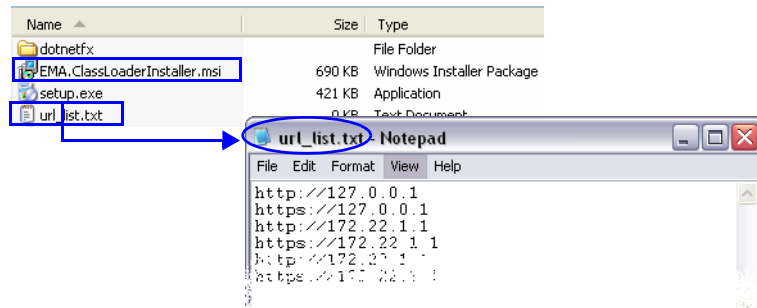 Name Size Type
dotnetfx File Folder
EMA.ClassLoaderInstaller.msi 690 KB Windows Installer Package
setup.exe 421 KB Application
url_list.txt 0 KB Text Document
url_list.txt - Notepad
File Edit Format View Help
http://127.0.0.1
https://127.0.0.1
http://172.22.1.1
https://172.22.1.1